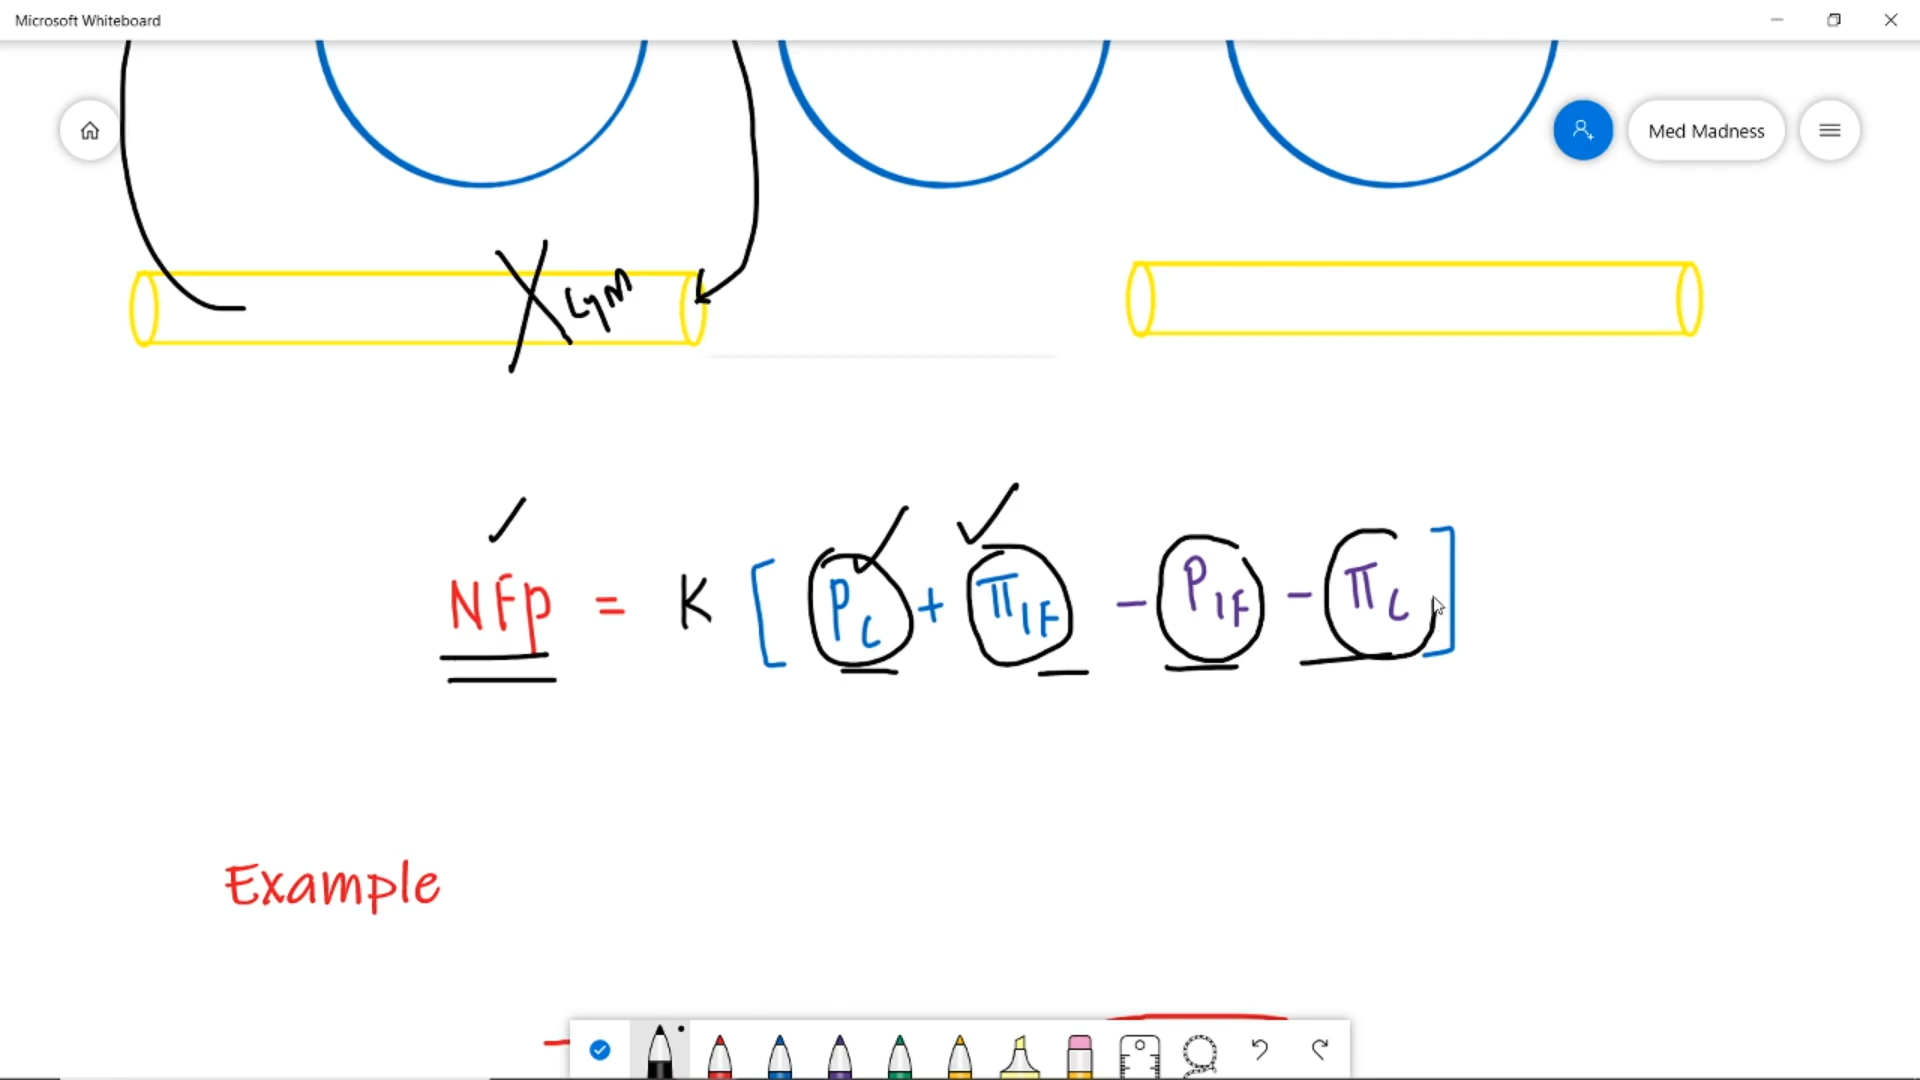 Microsoft Whiteboard
Med Madness
Lym
NFP = K [ Pc + πIF - PIF - πc ]
Example